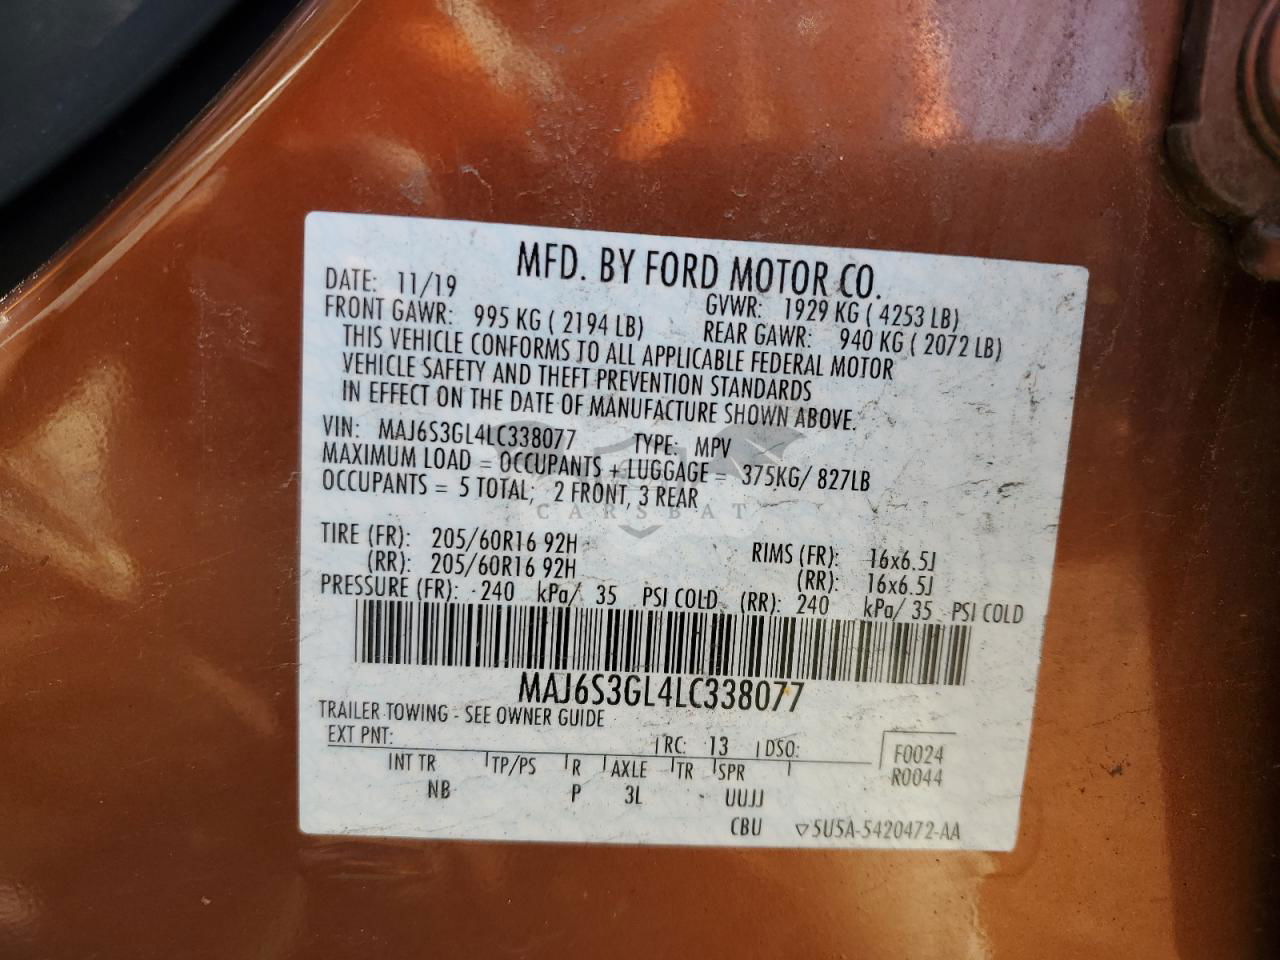 MFD. BY FORD MOTOR CO.
DATE: 11/19 GVWR: 1929 KG ( 4253 LB)
FRONT GAWR: 995 KG ( 2194 LB) REAR GAWR: 940 KG ( 2072 LB)
THIS VEHICLE CONFORMS TO ALL APPLICABLE FEDERAL MOTOR
VEHICLE SAFETY AND THEFT PREVENTION STANDARDS
IN EFFECT ON THE DATE OF MANUFACTURE SHOWN ABOVE.
VIN: MAJ6S3GL4LC338077 TYPE: MPV
MAXIMUM LOAD = OCCUPANTS + LUGGAGE = 375KG/ 827LB
OCCUPANTS = 5 TOTAL; 2 FRONT, 3 REAR
CARSBAT
TIRE (FR): 205/60R16 92H RIMS (FR): 16x6.5J
(RR): 205/60R16 92H (RR): 16x6.5J
PRESSURE (FR): 240 kPa/ 35 PSI COLD (RR): 240 kPa/ 35 PSI COLD
MAJ6S3GL4LC338077
TRAILER TOWING - SEE OWNER GUIDE
EXT PNT: RC: 13 DSO: F0024
INT TR TP/PS R AXLE TR SPR R0044
NB P 3L UUJJ
CBU ▽5U5A-5420472-AA